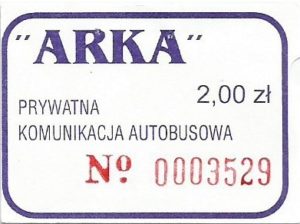 "ARKA"
2,00 zł
PRYWATNA
KOMUNIKACJA AUTOBUSOWA
Nº 0003529